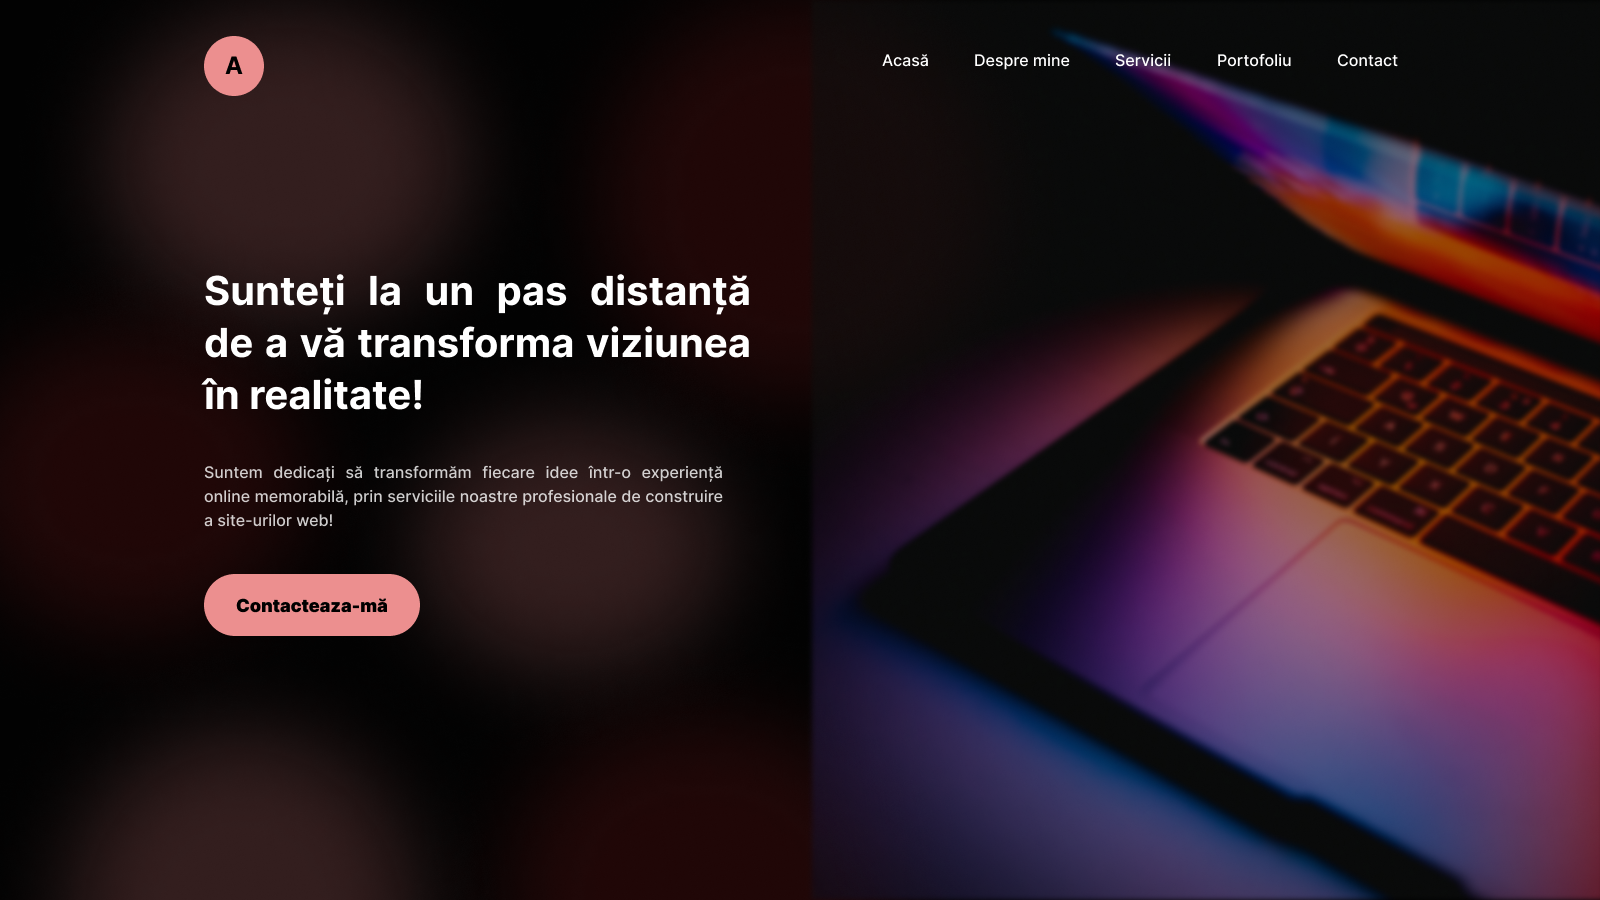 A
Acasă
Despre mine
Servicii
Portofoliu
Contact
Sunteți la un pas distanță
de a vă transforma viziunea
în realitate!
Suntem dedicați să transformăm fiecare idee într-o experiență
online memorabilă, prin serviciile noastre profesionale de construire
a site-urilor web!
Contacteaza-mă